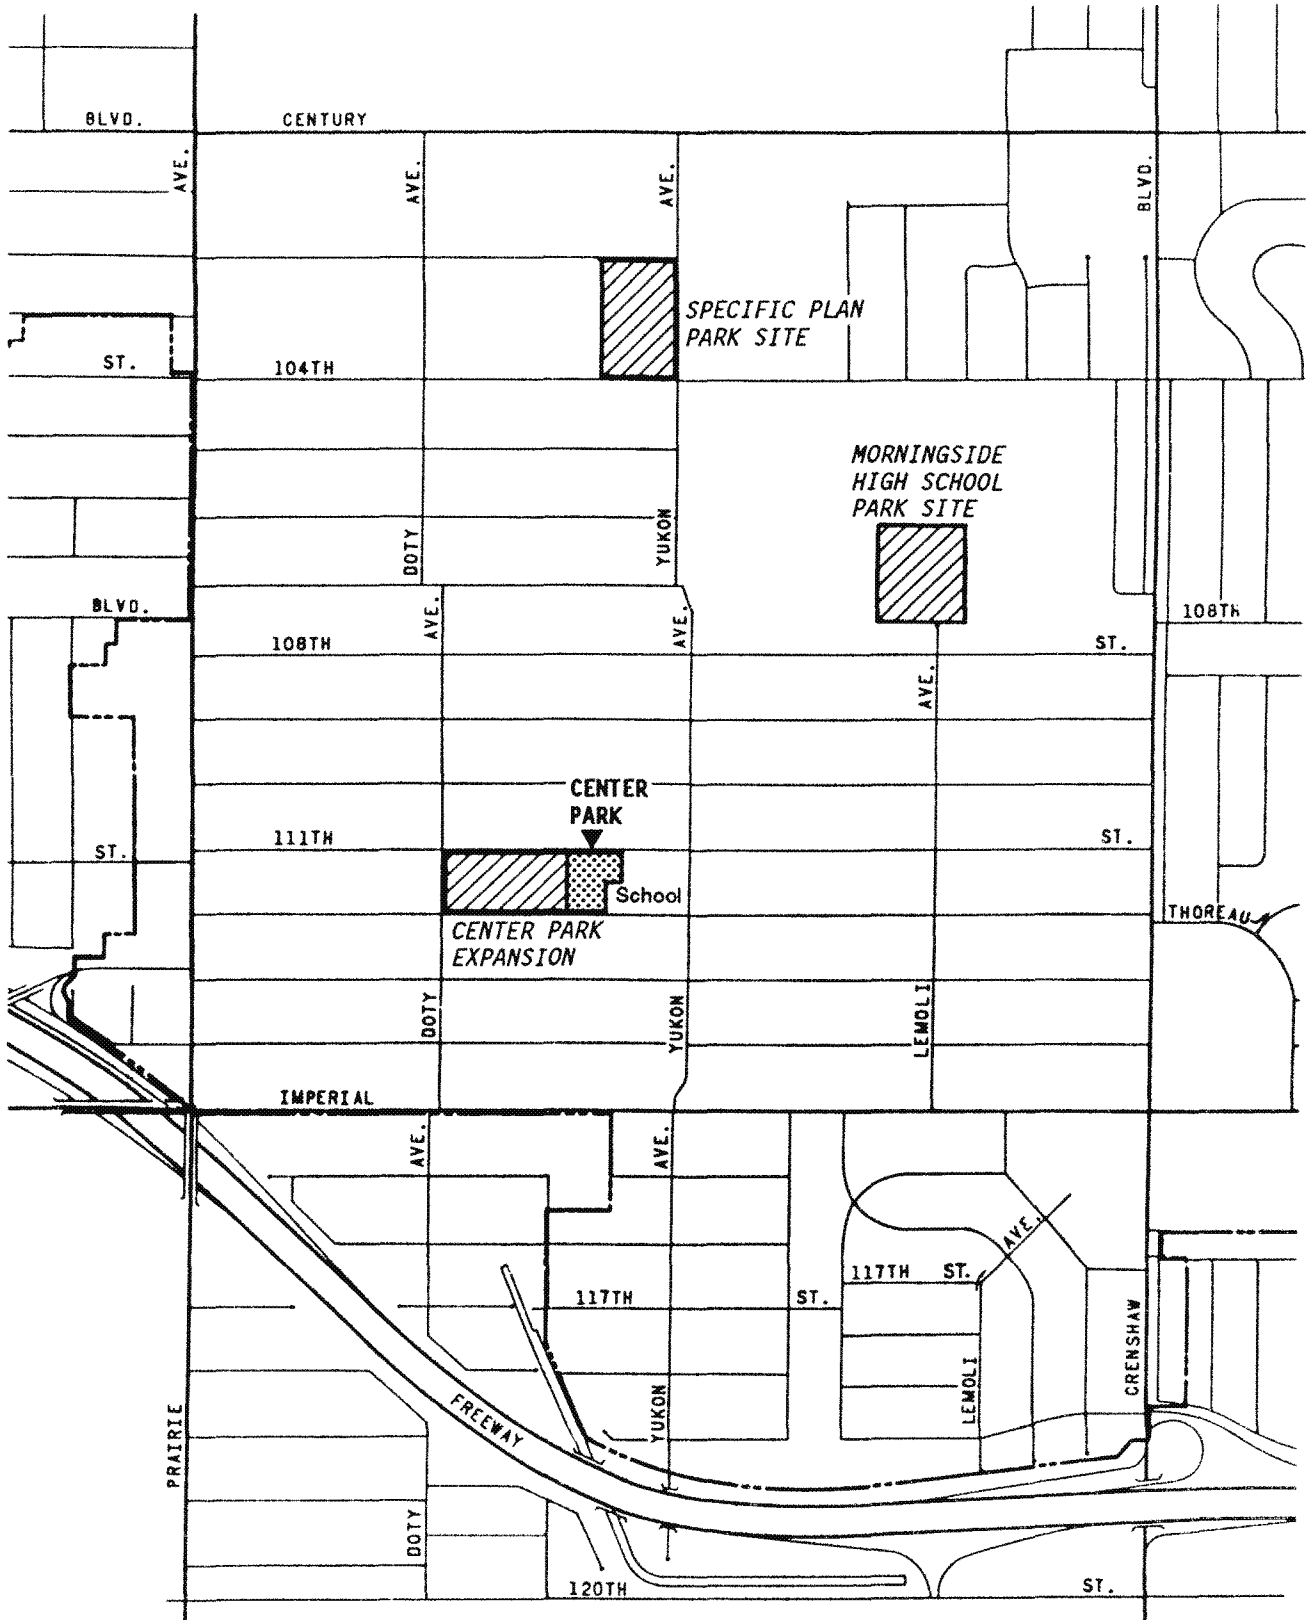 BLVD.
CENTURY
AVE.
AVE.
AVE.
BLVD.
SPECIFIC PLAN
PARK SITE
ST.
104TH
MORNINGSIDE
HIGH SCHOOL
PARK SITE
DOTY
YUKON
BLVD.
AVE.
AVE.
108TH
108TH
ST.
AVE.
CENTER
PARK
111TH
ST.
ST.
School
THOREAU
CENTER PARK
EXPANSION
DOTY
YUKON
LEMOLI
IMPERIAL
AVE.
AVE.
AVE.
117TH ST.
117TH
ST.
CRENSHAW
LEMOLI
YUKON
FREEWAY
PRAIRIE
DOTY
120TH
ST.